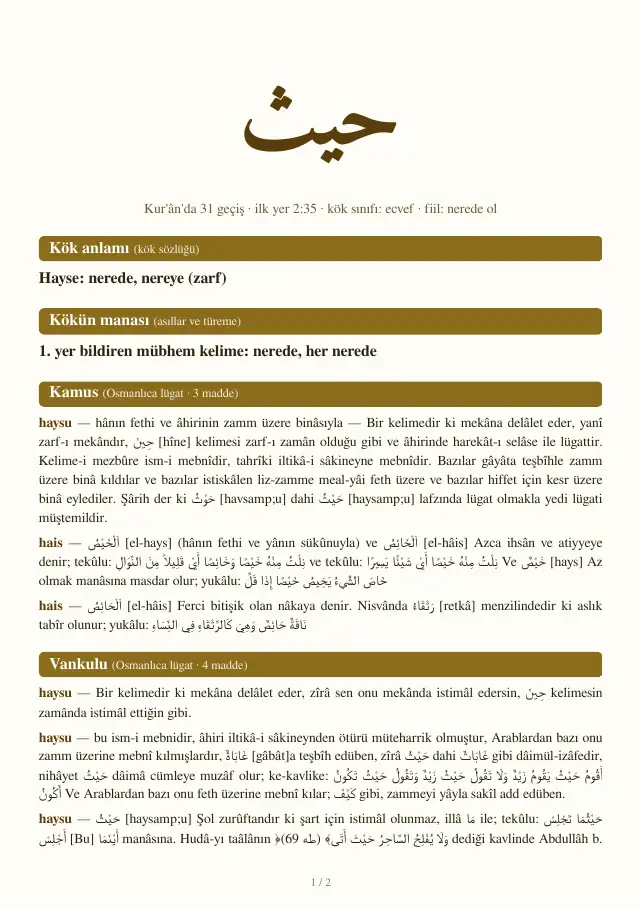 حيث
Kur'ân'da 31 geçiş · ilk yer 2:35 · kök sınıfı: ecvef · fiil: nerede ol
Kök anlamı (kök sözlüğü)
Hayse: nerede, nereye (zarf)
Kökün manası (asıllar ve türeme)
1. yer bildiren mübhem kelime: nerede, her nerede
Kamus (Osmanlıca lügat · 3 madde)
haysu — hânın fethi ve âhirinin zamm üzere binâsıyla — Bir kelimedir ki mekâna delâlet eder, yanî
zarf-ı mekândır, حِينَ [hîne] kelimesi zarf-ı zamân olduğu gibi ve âhirinde harekât-ı selâse ile lügattir.
Kelime-i mezbûre ism-i mebnîdir, tahrîki iltikâ-i sâkineyne mebnîdir. Bazılar gâyâta teşbîhle zamm
üzere binâ kıldılar ve bazılar istiskâlen liz-zamme meal-yâi feth üzere ve bazılar hiffet için kesr üzere
binâ eylediler. Şârih der ki حَوْثُ [havsamp;u] dahi حَيْثُ [haysamp;u] lafzında lügat olmakla yedi lügati
müştemildir.
hais — اَلْحَيْصُ [el-hays] (hânın fethi ve yânın sükûnuyla) ve اَلْحَائِصُ [el-hâis] Azca ihsân ve atiyyeye
denir; tekûlu: نِلْتُ مِنْهُ خَيْصًا وَخَائِصًا أَيْ قَلِيلاً مِنَ النَّوَالِ ve tekûlu: نِلْتُ مِنْهُ خَيْصًا أَيْ شَيْئًا يَسِيرًا Ve خَيْصٌ [hays] Az
olmak manâsına masdar olur; yukâlu: خَاصَ الشَّيْءُ يَخِيصُ خَيْصًا إِذَا قَلَّ
hais — اَلْحَائِصُ [el-hâis] Ferci bitişik olan nâkaya denir. Nisvânda رَتْقَاءُ [retkâ] menzilindedir ki aslık
tabîr olunur; yukâlu: نَاقَةٌ حَائِصٌ وَهِيَ كَالرَّتْقَاءِ فِي النِّسَاءِ
Vankulu (Osmanlıca lügat · 4 madde)
haysu — Bir kelimedir ki mekâna delâlet eder, zîrâ sen onu mekânda istimâl edersin, حِينَ kelimesin
zamânda istimâl ettiğin gibi.
haysu — bu ism-i mebnidir, âhiri iltikâ-i sâkineynden ötürü müteharrik olmuştur, Arablardan bazı onu
zamm üzerine mebnî kılmışlardır, غَايَاةٌ [gâbât]a teşbîh edüben, zîrâ حَيْثُ dahi غَايَاتٌ gibi dâimül-izâfedir,
nihâyet حَيْثُ dâimâ cümleye muzâf olur; ke-kavlike: أَقُومُ حَيْثُ يَقُومُ زَيْدٌ وَلَا تَقُولُ حَيْثُ زَيْدٌ وَتَقُولُ حَيْثُ تَكُونُ
أَكُونُ Ve Arablardan bazı onu feth üzerine mebnî kılar; كَيْفَ gibi, zammeyi yâyla sakîl add edüben.
haysu — حَيْثُ [haysamp;u] Şol zurûftandır ki şart için istimâl olunmaz, illâ مَا ile; tekûlu: حَيْثُمَا تَجْلِسْ
أَجْلِسْ [Bu] أَيْنَمَا manâsına. Hudâ-yı taâlânın ﴿وَلَا يُفْلِحُ السَّاحِرُ حَيْثُ أَتَى﴾ (طه 69) dediği kavlinde Abdullâh b.
1 / 2